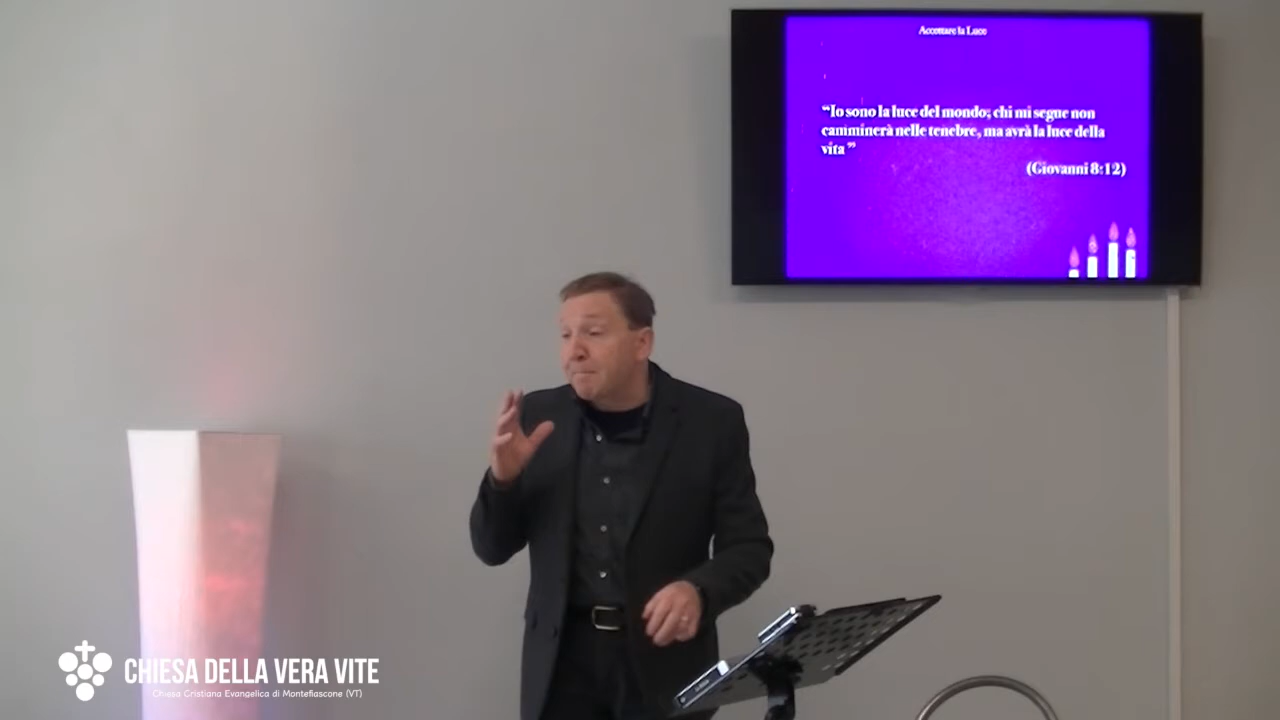 Accettare la Luce
“Io sono la luce del mondo; chi mi segue non
camminerà nelle tenebre, ma avrà la luce della
vita ”
(Giovanni 8:12)
CHIESA DELLA VERA VITE
Chiesa Cristiana Evangelica di Montefiascone (VT)